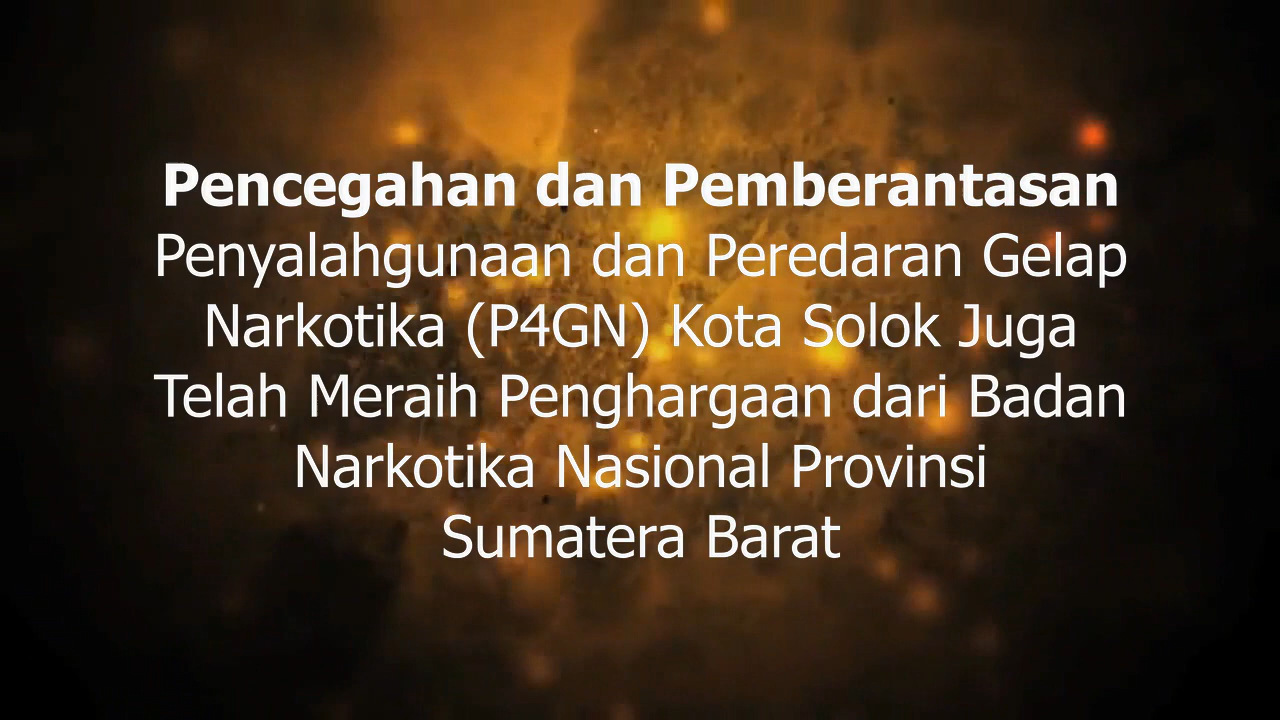 Pencegahan dan Pemberantasan
Penyalahgunaan dan Peredaran Gelap
Narkotika (P4GN) Kota Solok Juga
Telah Meraih Penghargaan dari Badan
Narkotika Nasional Provinsi
Sumatera Barat